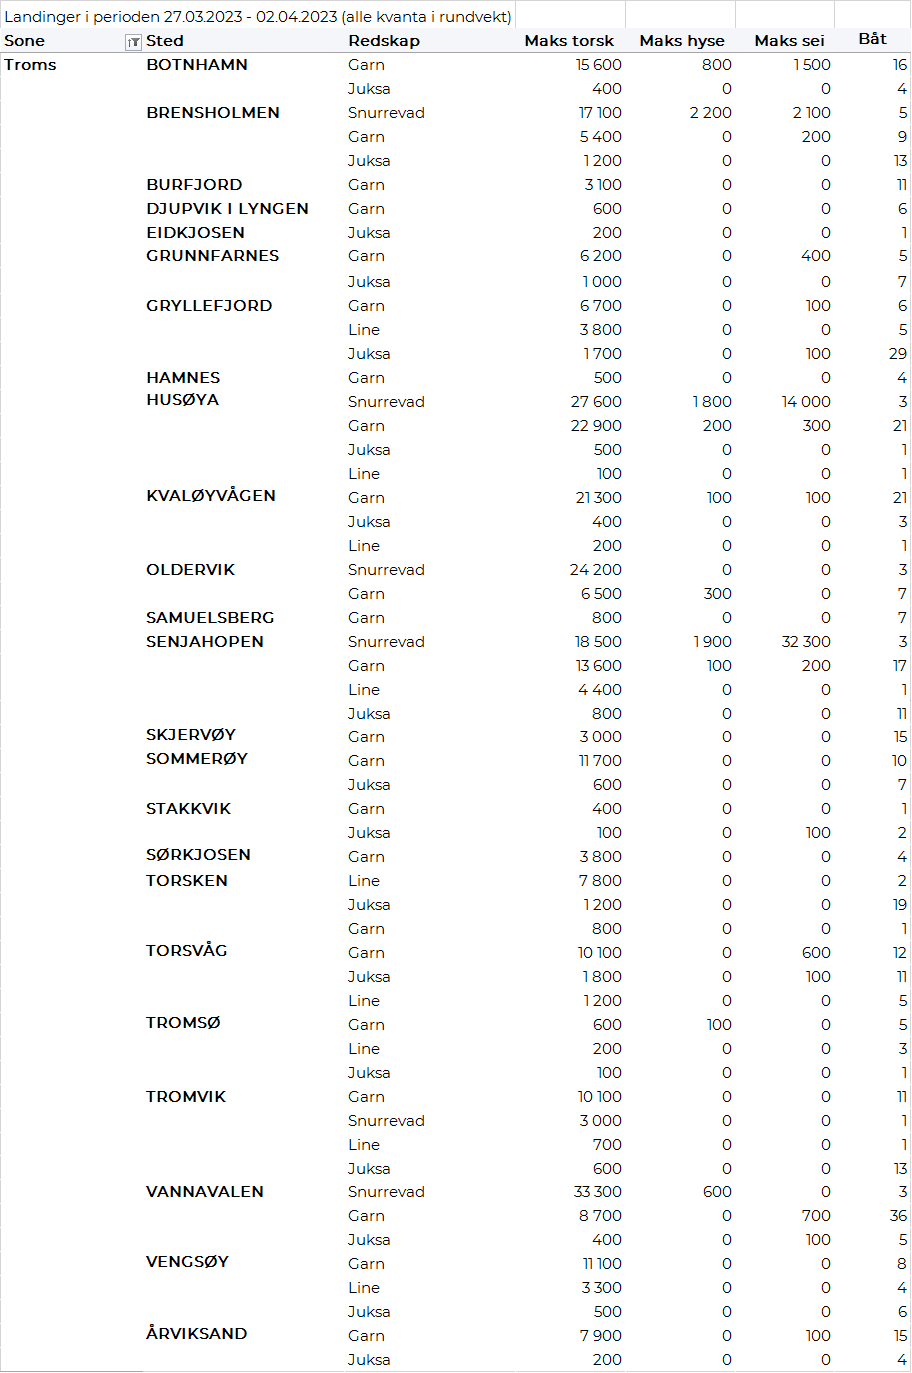 Landinger i perioden 27.03.2023 - 02.04.2023 (alle kvanta i rundvekt)
Sone Sted Redskap Maks torsk Maks hyse Maks sei Båt
Troms BOTNHAMN Garn 15 600 800 1 500 16
Juksa 400 0 0 4
BRENSHOLMEN Snurrevad 17 100 2 200 2 100 5
Garn 5 400 0 200 9
Juksa 1 200 0 0 13
BURFJORD Garn 3 100 0 0 11
DJUPVIK I LYNGEN Garn 600 0 0 6
EIDKJOSEN Juksa 200 0 0 1
GRUNNFARNES Garn 6 200 0 400 5
Juksa 1 000 0 0 7
GRYLLEFJORD Garn 6 700 0 100 6
Line 3 800 0 0 5
Juksa 1 700 0 100 29
HAMNES Garn 500 0 0 4
HUSØYA Snurrevad 27 600 1 800 14 000 3
Garn 22 900 200 300 21
Juksa 500 0 0 1
Line 100 0 0 1
KVALØYVÅGEN Garn 21 300 100 100 21
Juksa 400 0 0 3
Line 200 0 0 1
OLDERVIK Snurrevad 24 200 0 0 3
Garn 6 500 300 0 7
SAMUELSBERG Garn 800 0 0 7
SENJAHOPEN Snurrevad 18 500 1 900 32 300 3
Garn 13 600 100 200 17
Line 4 400 0 0 1
Juksa 800 0 0 11
SKJERVØY Garn 3 000 0 0 15
SOMMERØY Garn 11 700 0 0 10
Juksa 600 0 0 7
STAKKVIK Garn 400 0 0 1
Juksa 100 0 100 2
SØRKJOSEN Garn 3 800 0 0 4
TORSKEN Line 7 800 0 0 2
Juksa 1 200 0 0 19
Garn 800 0 0 1
TORSVÅG Garn 10 100 0 600 12
Juksa 1 800 0 100 11
Line 1 200 0 0 5
TROMSØ Garn 600 100 0 5
Line 200 0 0 3
Juksa 100 0 0 1
TROMVIK Garn 10 100 0 0 11
Snurrevad 3 000 0 0 1
Line 700 0 0 1
Juksa 600 0 0 13
VANNAVALEN Snurrevad 33 300 600 0 3
Garn 8 700 0 700 36
Juksa 400 0 100 5
VENGSØY Garn 11 100 0 0 8
Line 3 300 0 0 4
Juksa 500 0 0 6
ÅRVIKSAND Garn 7 900 0 100 15
Juksa 200 0 0 4